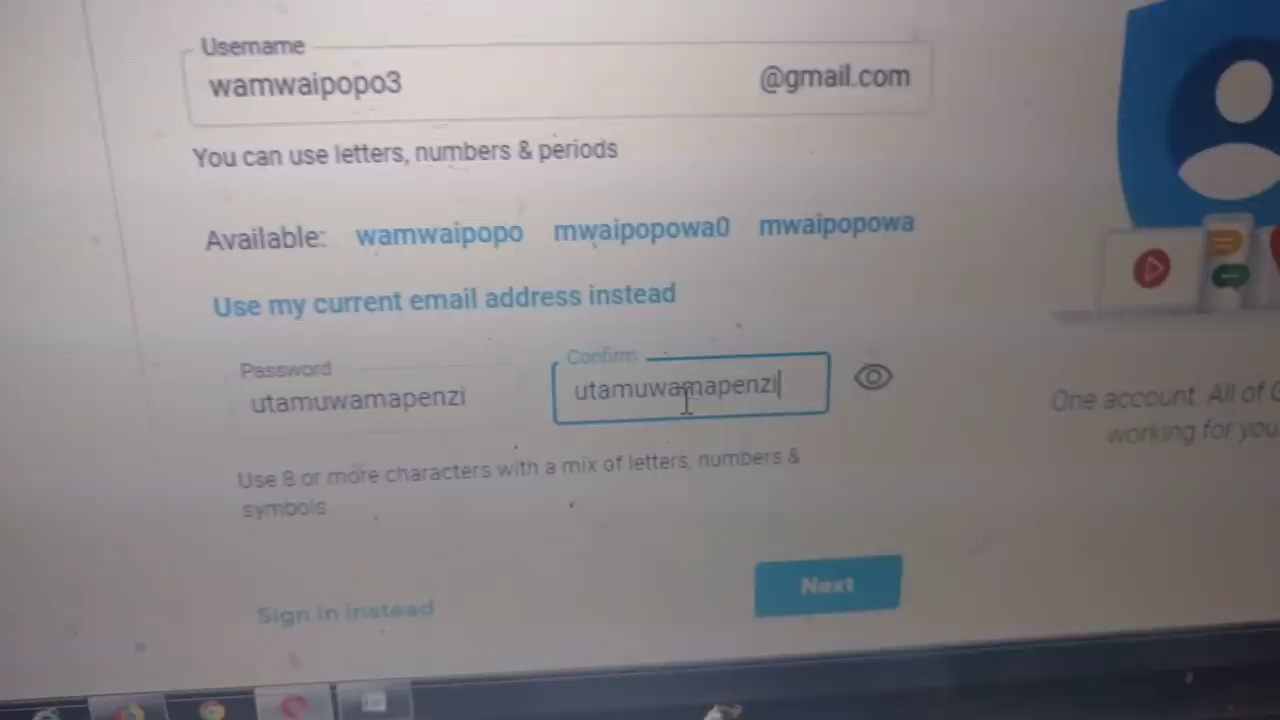 Username
wamwaipopo3 @gmail.com
You can use letters, numbers & periods
Available: wamwaipopo mwaipopowa0 mwaipopowa
Use my current email address instead
Password Confirm
utamuwamapenzi utamuwamapenzi
Use 8 or more characters with a mix of letters, numbers &
symbols
One account. All of
working for you
Sign in instead Next